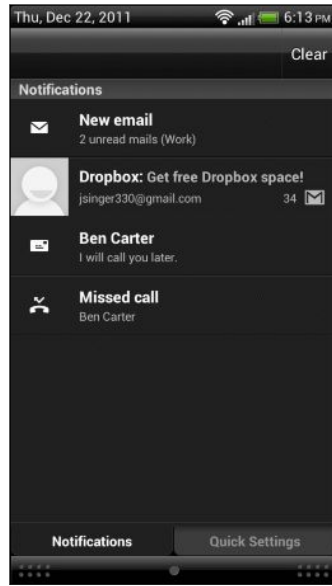 Thu, Dec 22, 2011 6:13 PM
Clear
Notifications
New email
2 unread mails (Work)
Dropbox: Get free Dropbox space!
jsinger330@gmail.com 34
Ben Carter
I will call you later.
Missed call
Ben Carter
Notifications Quick Settings